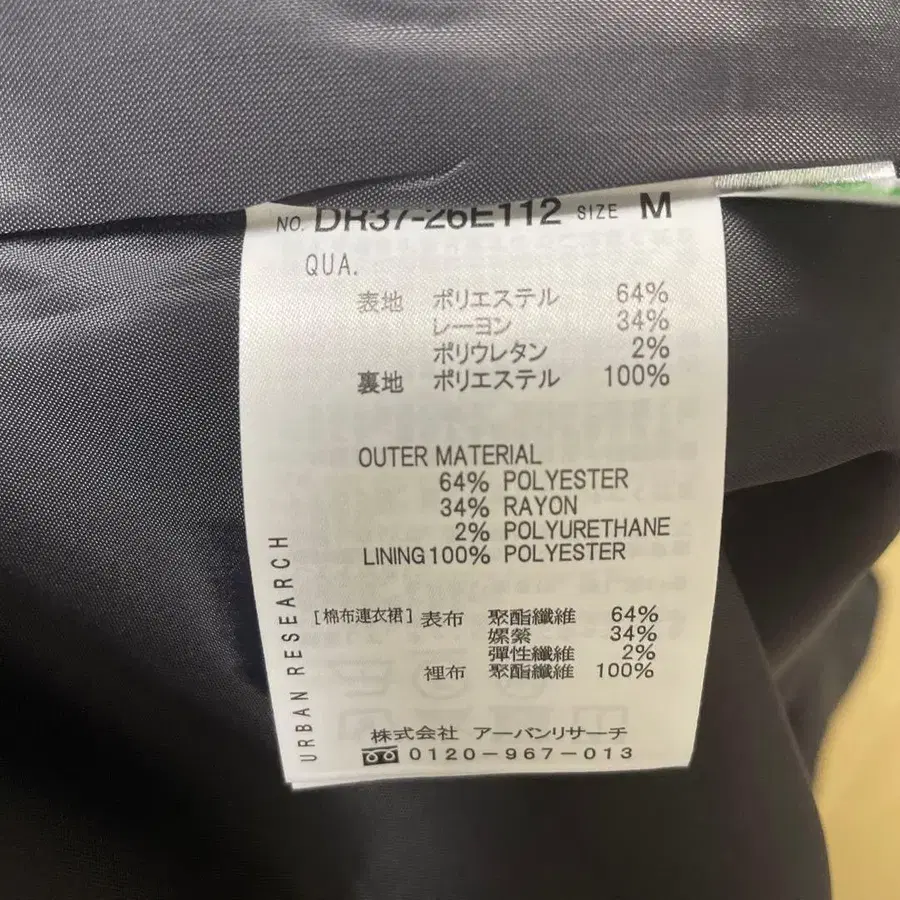 NO. DR37-26E112 SIZE M
QUA.
表地 ポリエステル 64%
レーヨン 34%
ポリウレタン 2%
裏地 ポリエステル 100%
OUTER MATERIAL
64% POLYESTER
34% RAYON
2% POLYURETHANE
LINING100% POLYESTER
[棉布連衣裙] 表布 聚酯纖維 64%
嫘縈 34%
彈性纖維 2%
裡布 聚酯纖維 100%
株式会社 アーバンリサーチ
0120-967-013
URBAN RESEARCH